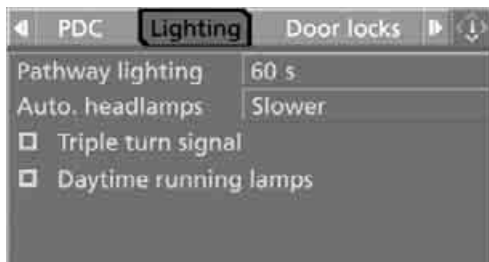 PDC Lighting Door locks
Pathway lighting 60 s
Auto. headlamps Slower
Triple turn signal
Daytime running lamps